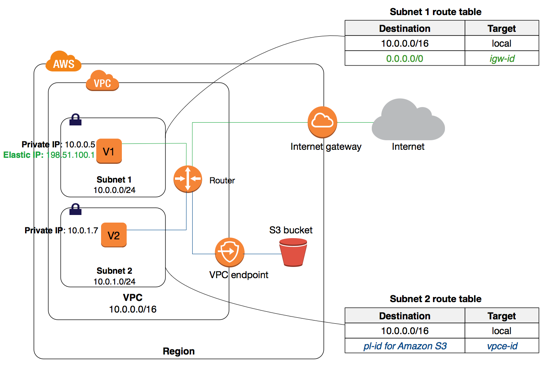 Subnet 1 route table
Destination Target
10.0.0.0/16 local
0.0.0.0/0 igw-id
AWS
VPC
Private IP: 10.0.0.5
Elastic IP: 198.51.100.1
V1
Subnet 1
10.0.0.0/24
Router
Internet gateway
Internet
Private IP: 10.0.1.7
V2
Subnet 2
10.0.1.0/24
S3 bucket
VPC endpoint
VPC
10.0.0.0/16
Region
Subnet 2 route table
Destination Target
10.0.0.0/16 local
pl-id for Amazon S3 vpce-id